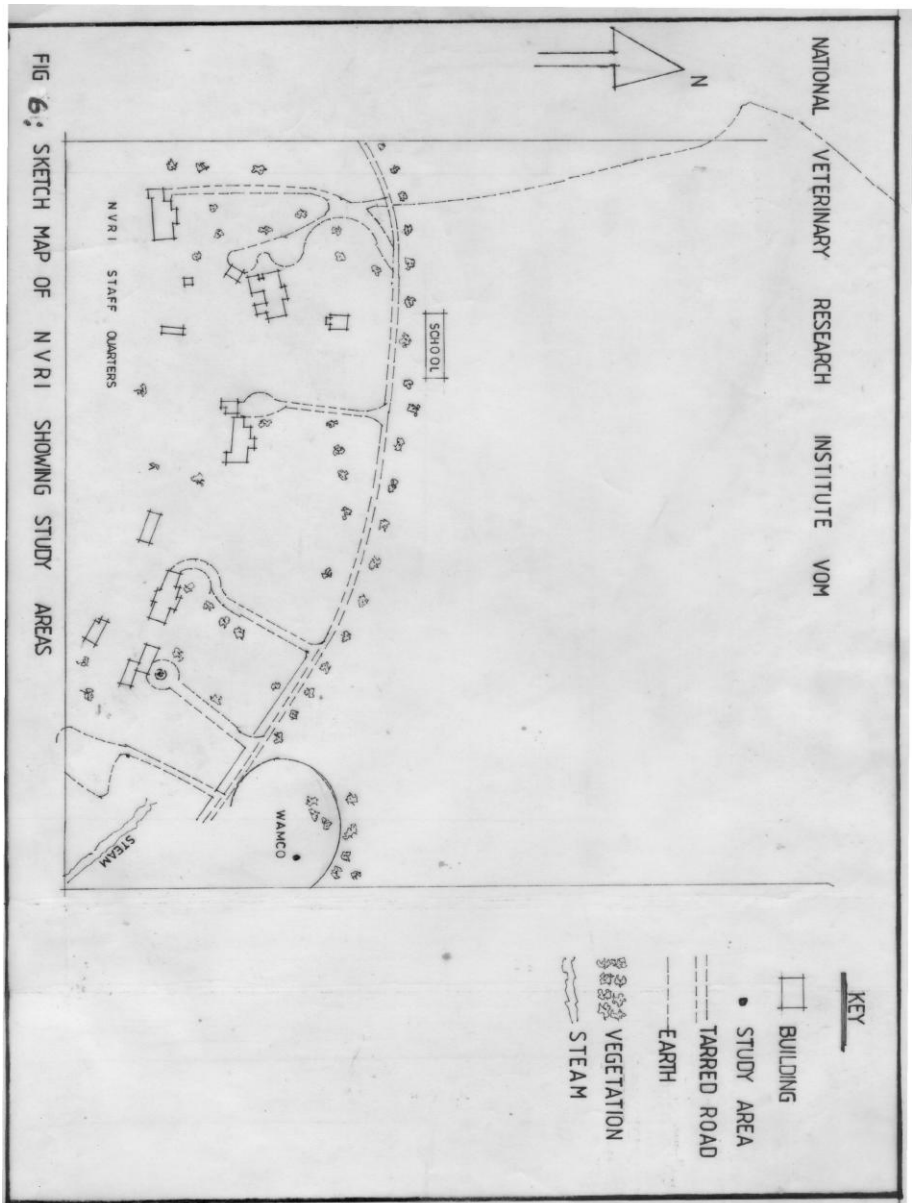 NATIONAL VETERINARY RESEARCH INSTITUTE VOM
N
SCHOOL
NVRI STAFF QUARTERS
WAMCO
STEAM
KEY
BUILDING
STUDY AREA
TARRED ROAD
EARTH
VEGETATION
STEAM
FIG 6: SKETCH MAP OF NVRI SHOWING STUDY AREAS